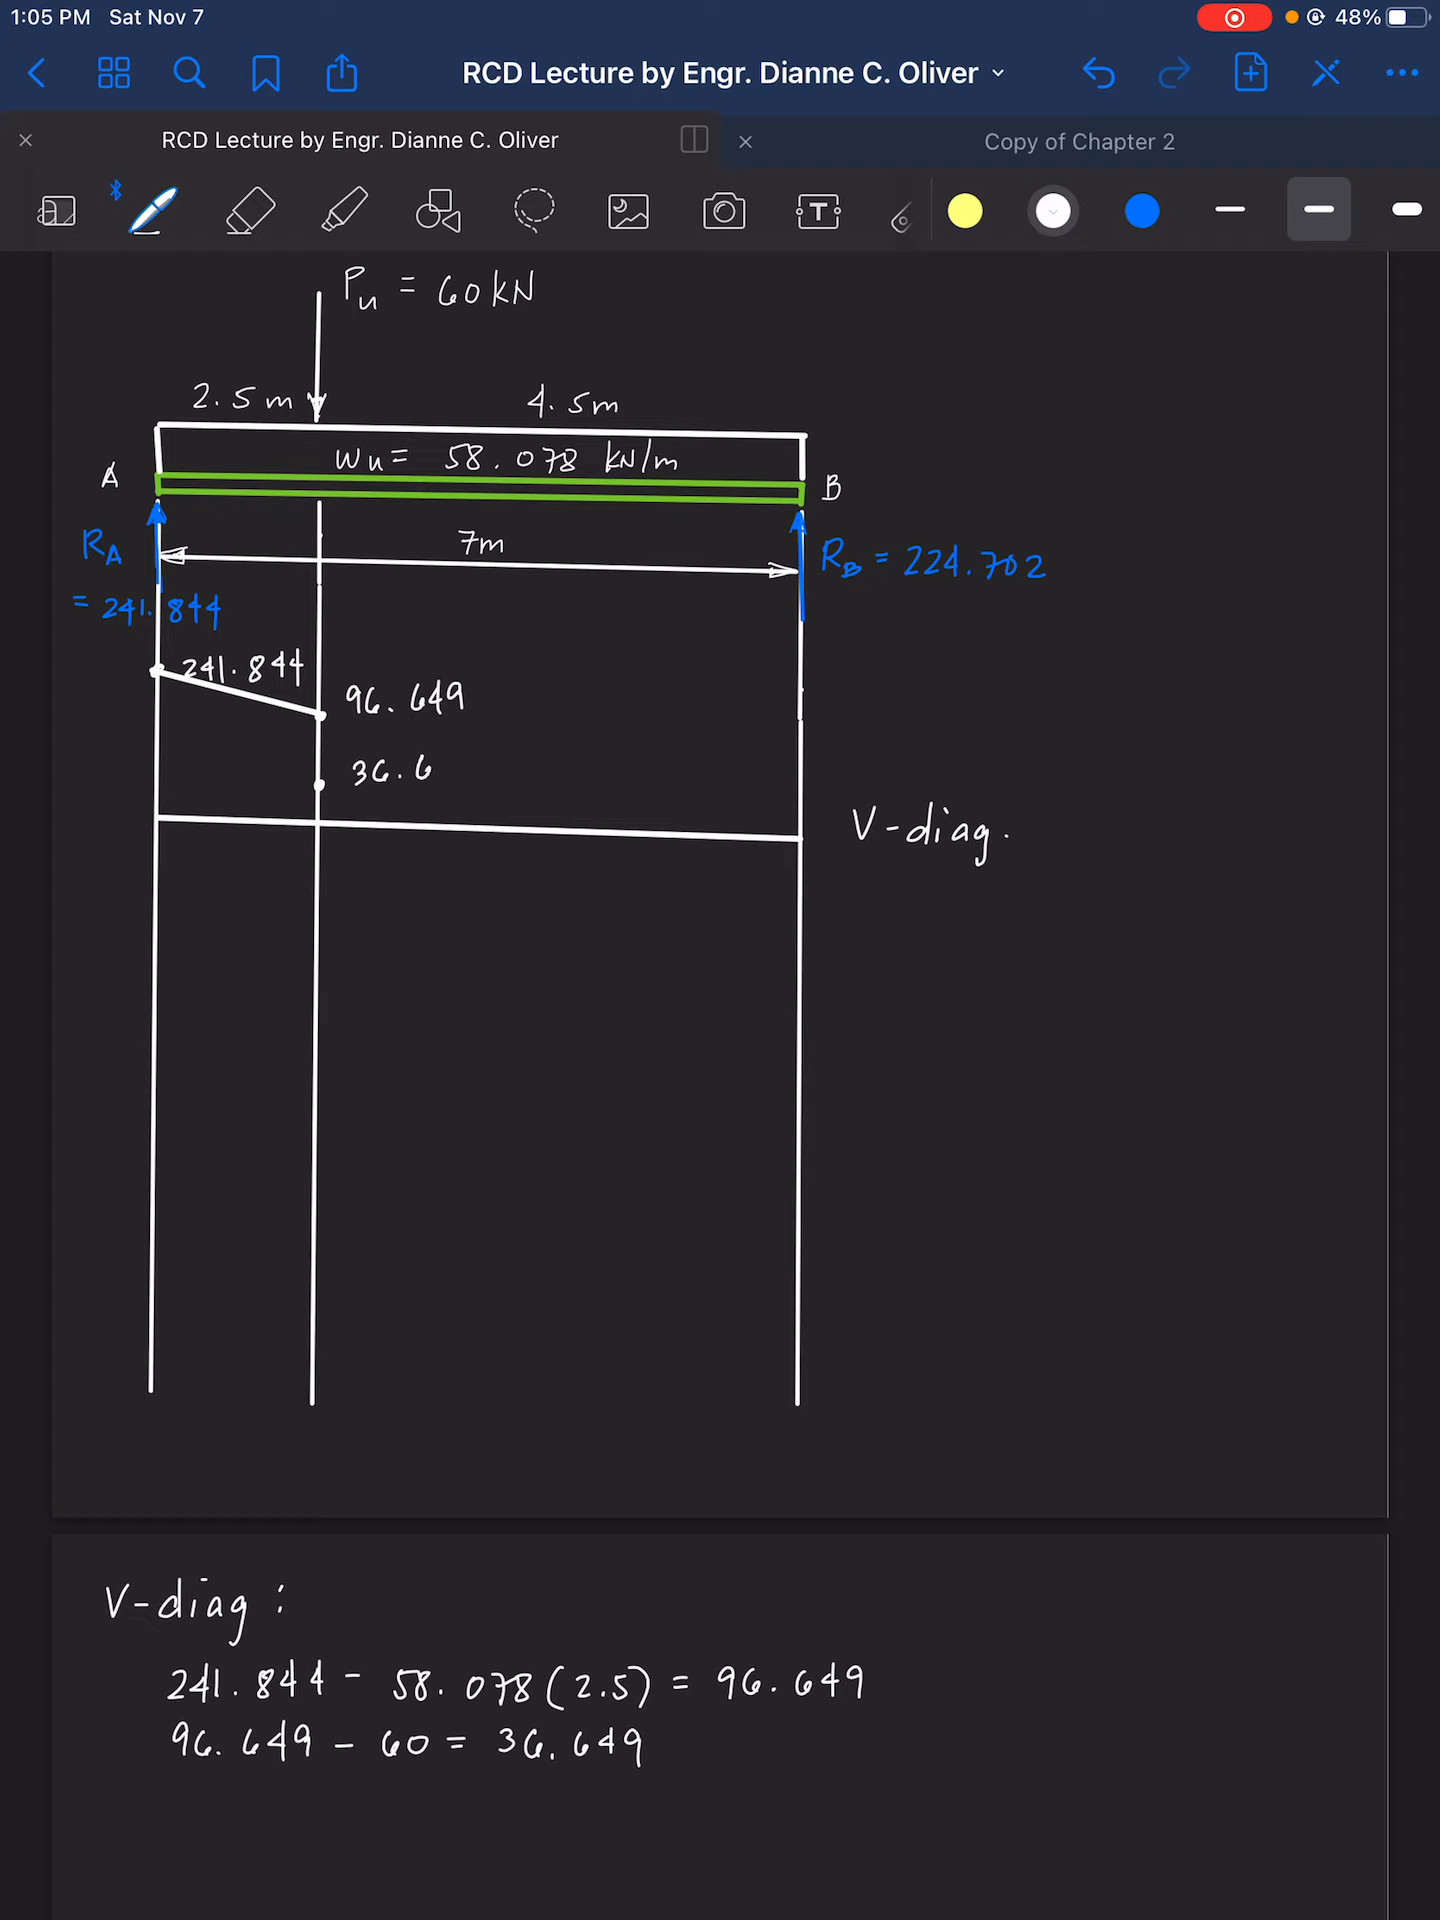 1:05 PM Sat Nov 7 48%
RCD Lecture by Engr. Dianne C. Oliver
RCD Lecture by Engr. Dianne C. Oliver Copy of Chapter 2
T
Pu = 60 kN
2.5 m 4.5m
wu = 58.078 kN/m
A B
7m
RA = 241.844
RB = 224.702
241.844
96.649
36.6
V-diag.
V-diag :
241.844 - 58.078 (2.5) = 96.649
96.649 - 60 = 36.649